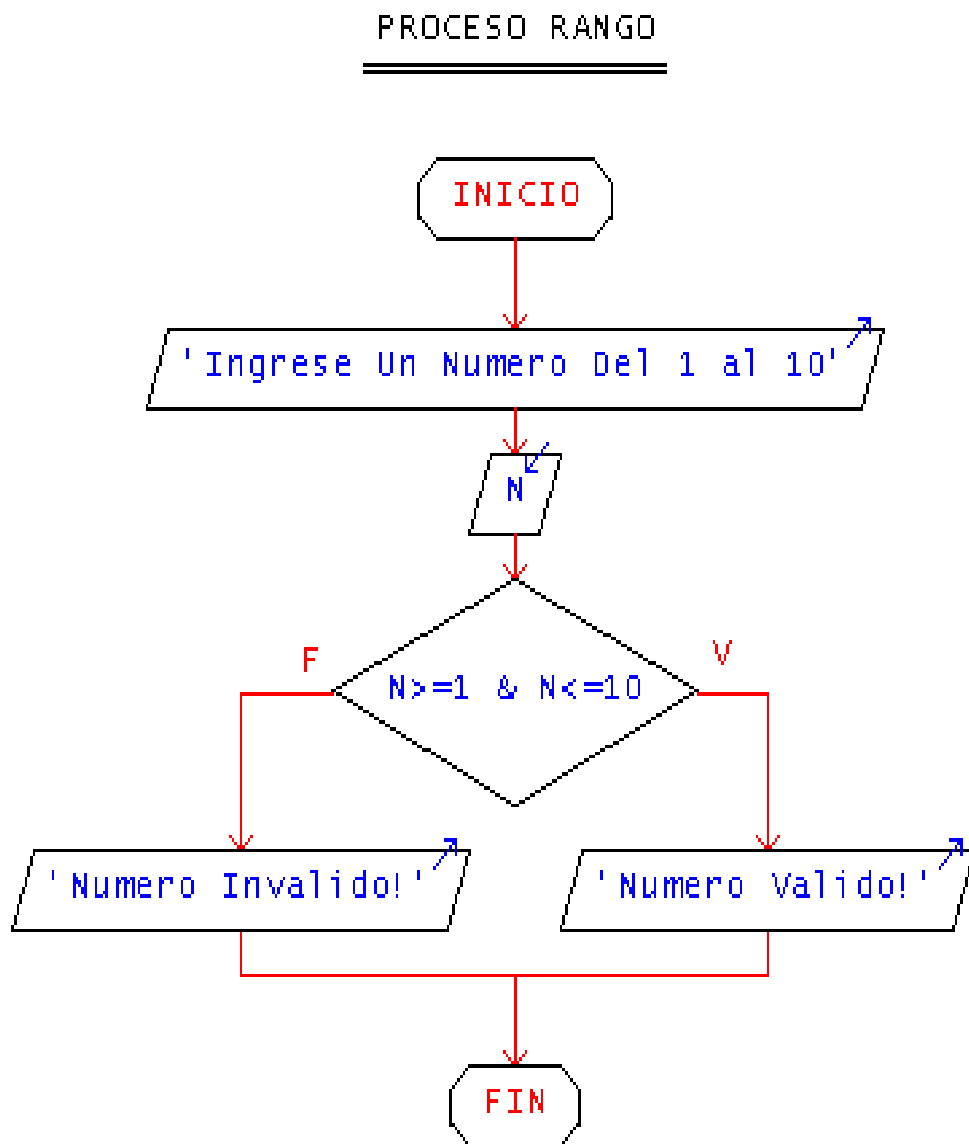 PROCESO RANGO
INICIO
'Ingrese Un Numero Del 1 al 10'
N
F
V
N>=1 & N<=10
'Numero Invalido!'
'Numero Valido!'
FIN